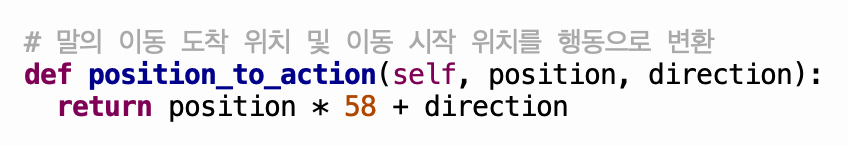 # 말의 이동 도착 위치 및 이동 시작 위치를 행동으로 변환
def position_to_action(self, position, direction):
  return position * 58 + direction